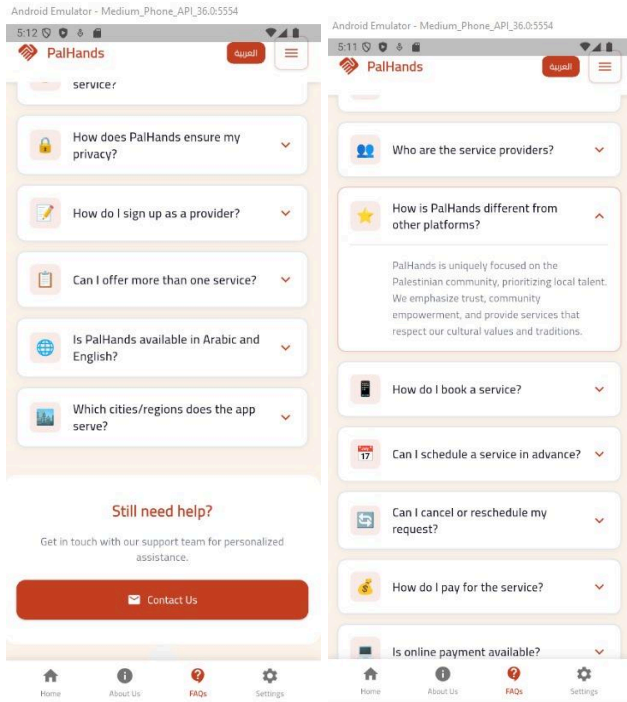 Android Emulator - Medium_Phone_API_36.0:5554
5:12
PalHands
العربية
service?
How does PalHands ensure my
privacy?
How do I sign up as a provider?
Can I offer more than one service?
Is PalHands available in Arabic and
English?
Which cities/regions does the app
serve?
Still need help?
Get in touch with our support team for personalized
assistance.
Contact Us
Home
About Us
FAQs
Settings
Android Emulator - Medium_Phone_API_36.0:5554
5:11
PalHands
العربية
Who are the service providers?
How is PalHands different from
other platforms?
PalHands is uniquely focused on the
Palestinian community, prioritizing local talent.
We emphasize trust, community
empowerment, and provide services that
respect our cultural values and traditions.
How do I book a service?
17
Can I schedule a service in advance?
Can I cancel or reschedule my
request?
How do I pay for the service?
Is online payment available?
Home
About Us
FAQs
Settings